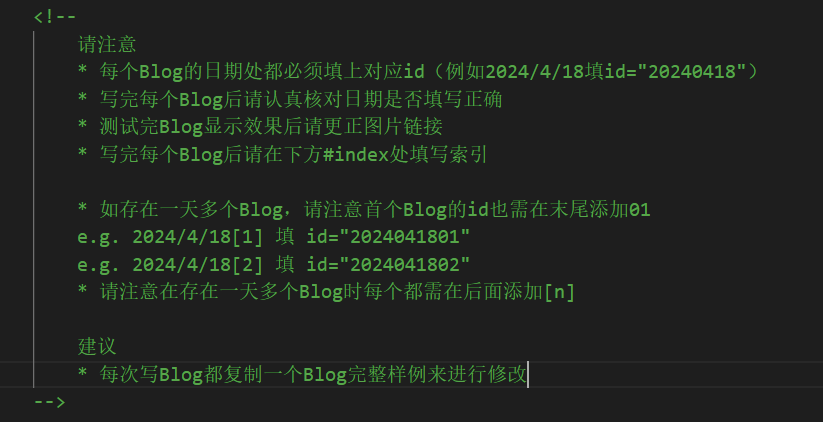 <!--
请注意
* 每个Blog的日期处都必须填上对应id（例如2024/4/18填id="20240418"）
* 写完每个Blog后请认真核对日期是否填写正确
* 测试完Blog显示效果后请更正图片链接
* 写完每个Blog后请在下方#index处填写索引
* 如存在一天多个Blog，请注意首个Blog的id也需在末尾添加01
e.g. 2024/4/18[1] 填 id="2024041801"
e.g. 2024/4/18[2] 填 id="2024041802"
* 请注意在存在一天多个Blog时每个都需在后面添加[n]
建议
* 每次写Blog都复制一个Blog完整样例来进行修改
-->